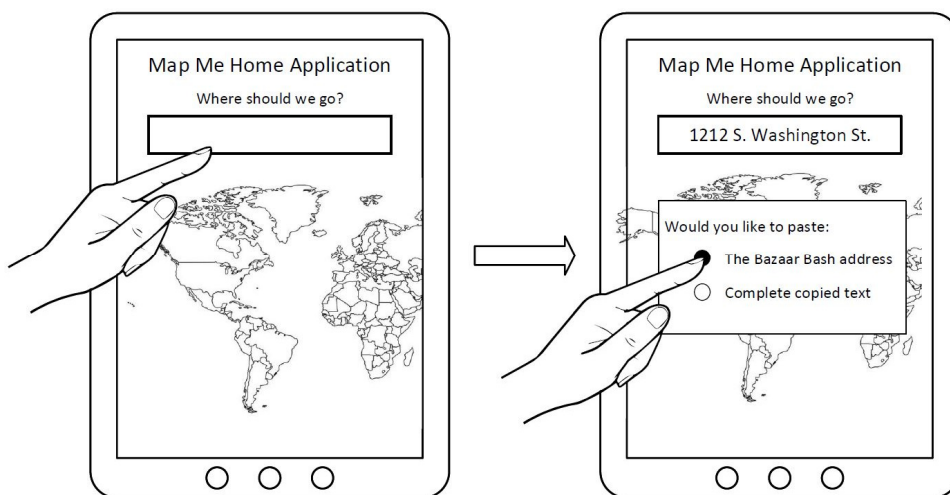 Map Me Home Application
Where should we go?
Map Me Home Application
Where should we go?
1212 S. Washington St.
Would you like to paste:
The Bazaar Bash address
Complete copied text